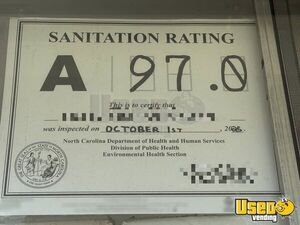 SANITATION RATING
A 97.0
This is to certify that
was inspected on OCTOBER 1ST
North Carolina Department of Health and Human Services
Division of Public Health
Environmental Health Section
Used
vending